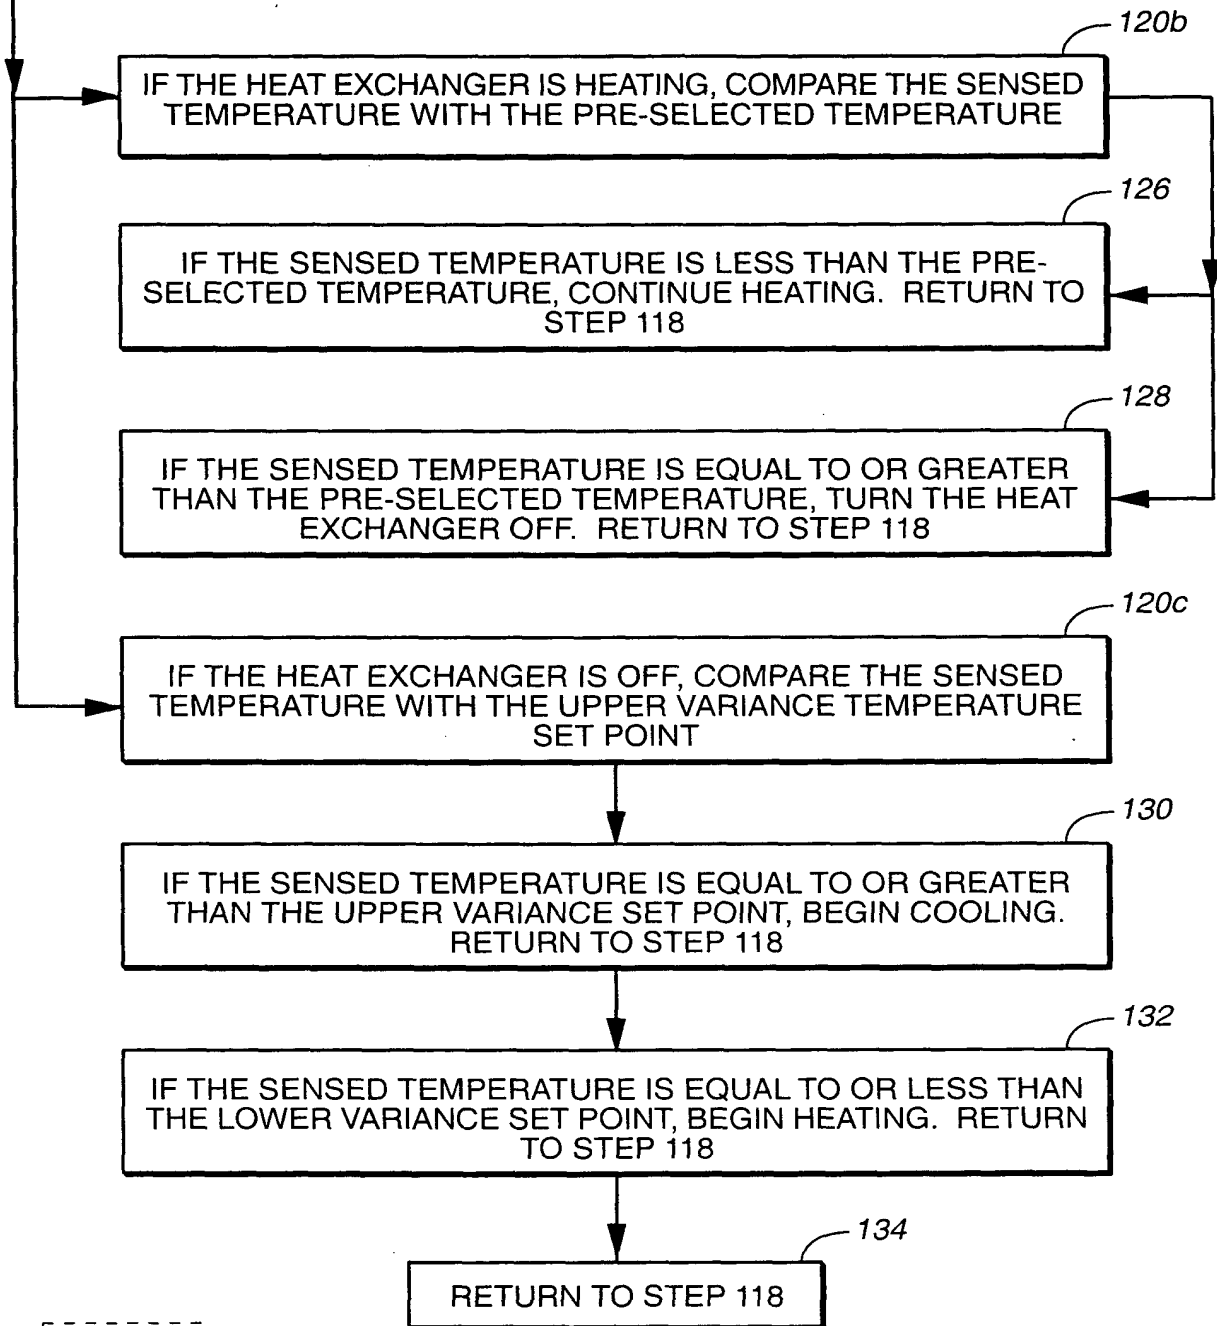 120b
IF THE HEAT EXCHANGER IS HEATING, COMPARE THE SENSED
TEMPERATURE WITH THE PRE-SELECTED TEMPERATURE
126
IF THE SENSED TEMPERATURE IS LESS THAN THE PRE-
SELECTED TEMPERATURE, CONTINUE HEATING. RETURN TO
STEP 118
128
IF THE SENSED TEMPERATURE IS EQUAL TO OR GREATER
THAN THE PRE-SELECTED TEMPERATURE, TURN THE HEAT
EXCHANGER OFF. RETURN TO STEP 118
120c
IF THE HEAT EXCHANGER IS OFF, COMPARE THE SENSED
TEMPERATURE WITH THE UPPER VARIANCE TEMPERATURE
SET POINT
130
IF THE SENSED TEMPERATURE IS EQUAL TO OR GREATER
THAN THE UPPER VARIANCE SET POINT, BEGIN COOLING.
RETURN TO STEP 118
132
IF THE SENSED TEMPERATURE IS EQUAL TO OR LESS THAN
THE LOWER VARIANCE SET POINT, BEGIN HEATING. RETURN
TO STEP 118
134
RETURN TO STEP 118